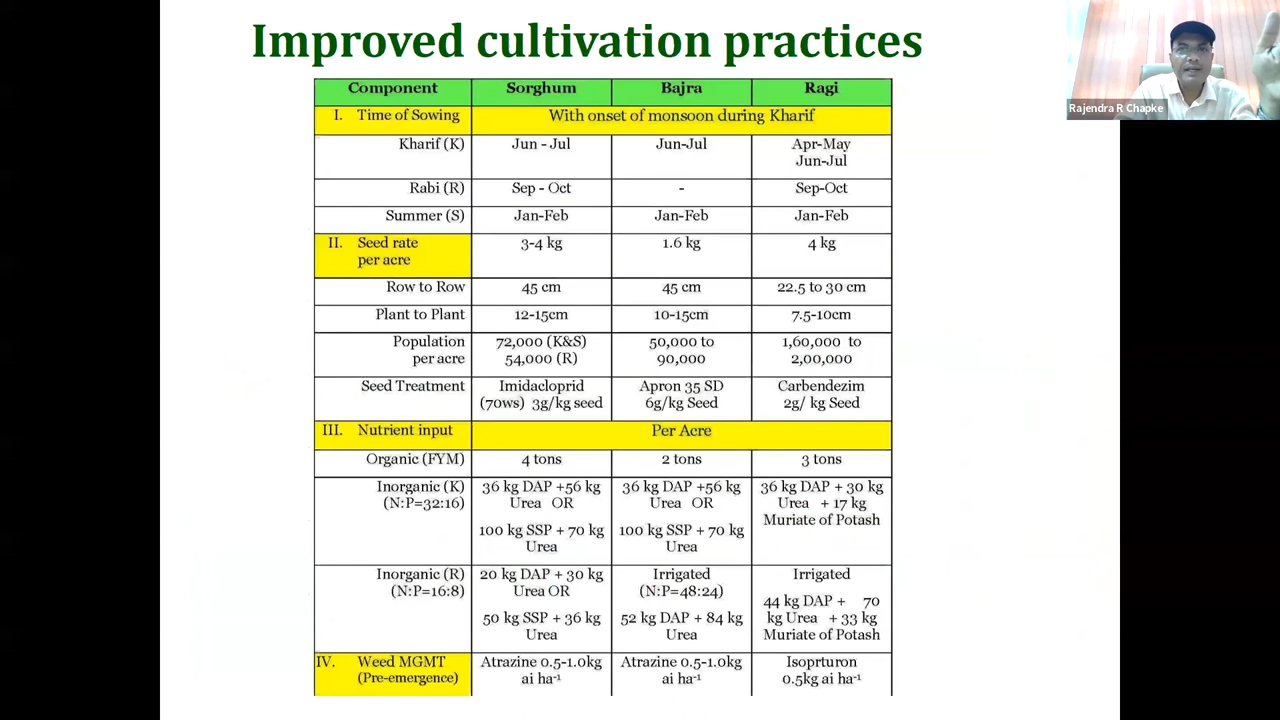 Improved cultivation practices
Rajendra R Chapke
Component Sorghum Bajra Ragi
I. Time of Sowing With onset of monsoon during Kharif
Kharif (K) Jun - Jul Jun-Jul Apr-May
Jun-Jul
Rabi (R) Sep - Oct - Sep-Oct
Summer (S) Jan-Feb Jan-Feb Jan-Feb
II. Seed rate 3-4 kg 1.6 kg 4 kg
per acre
Row to Row 45 cm 45 cm 22.5 to 30 cm
Plant to Plant 12-15cm 10-15cm 7.5-10cm
Population 72,000 (K&S) 50,000 to 1,60,000 to
per acre 54,000 (R) 90,000 2,00,000
Seed Treatment Imidacloprid Apron 35 SD Carbendezim
(70ws) 3g/kg seed 6g/kg Seed 2g/ kg Seed
III. Nutrient input Per Acre
Organic (FYM) 4 tons 2 tons 3 tons
Inorganic (K) 36 kg DAP +56 kg 36 kg DAP +56 kg 36 kg DAP + 30 kg
(N:P=32:16) Urea OR Urea OR Urea + 17 kg
Muriate of Potash
100 kg SSP + 70 kg 100 kg SSP + 70 kg
Urea Urea
Inorganic (R) 20 kg DAP + 30 kg Irrigated Irrigated
(N:P=16:8) Urea OR (N:P=48:24)
44 kg DAP + 70
50 kg SSP + 36 kg 52 kg DAP + 84 kg kg Urea + 33 kg
Urea Urea Muriate of Potash
IV. Weed MGMT Atrazine 0.5-1.0kg Atrazine 0.5-1.0kg Isoprturon
(Pre-emergence) ai ha⁻¹ ai ha⁻¹ 0.5kg ai ha⁻¹